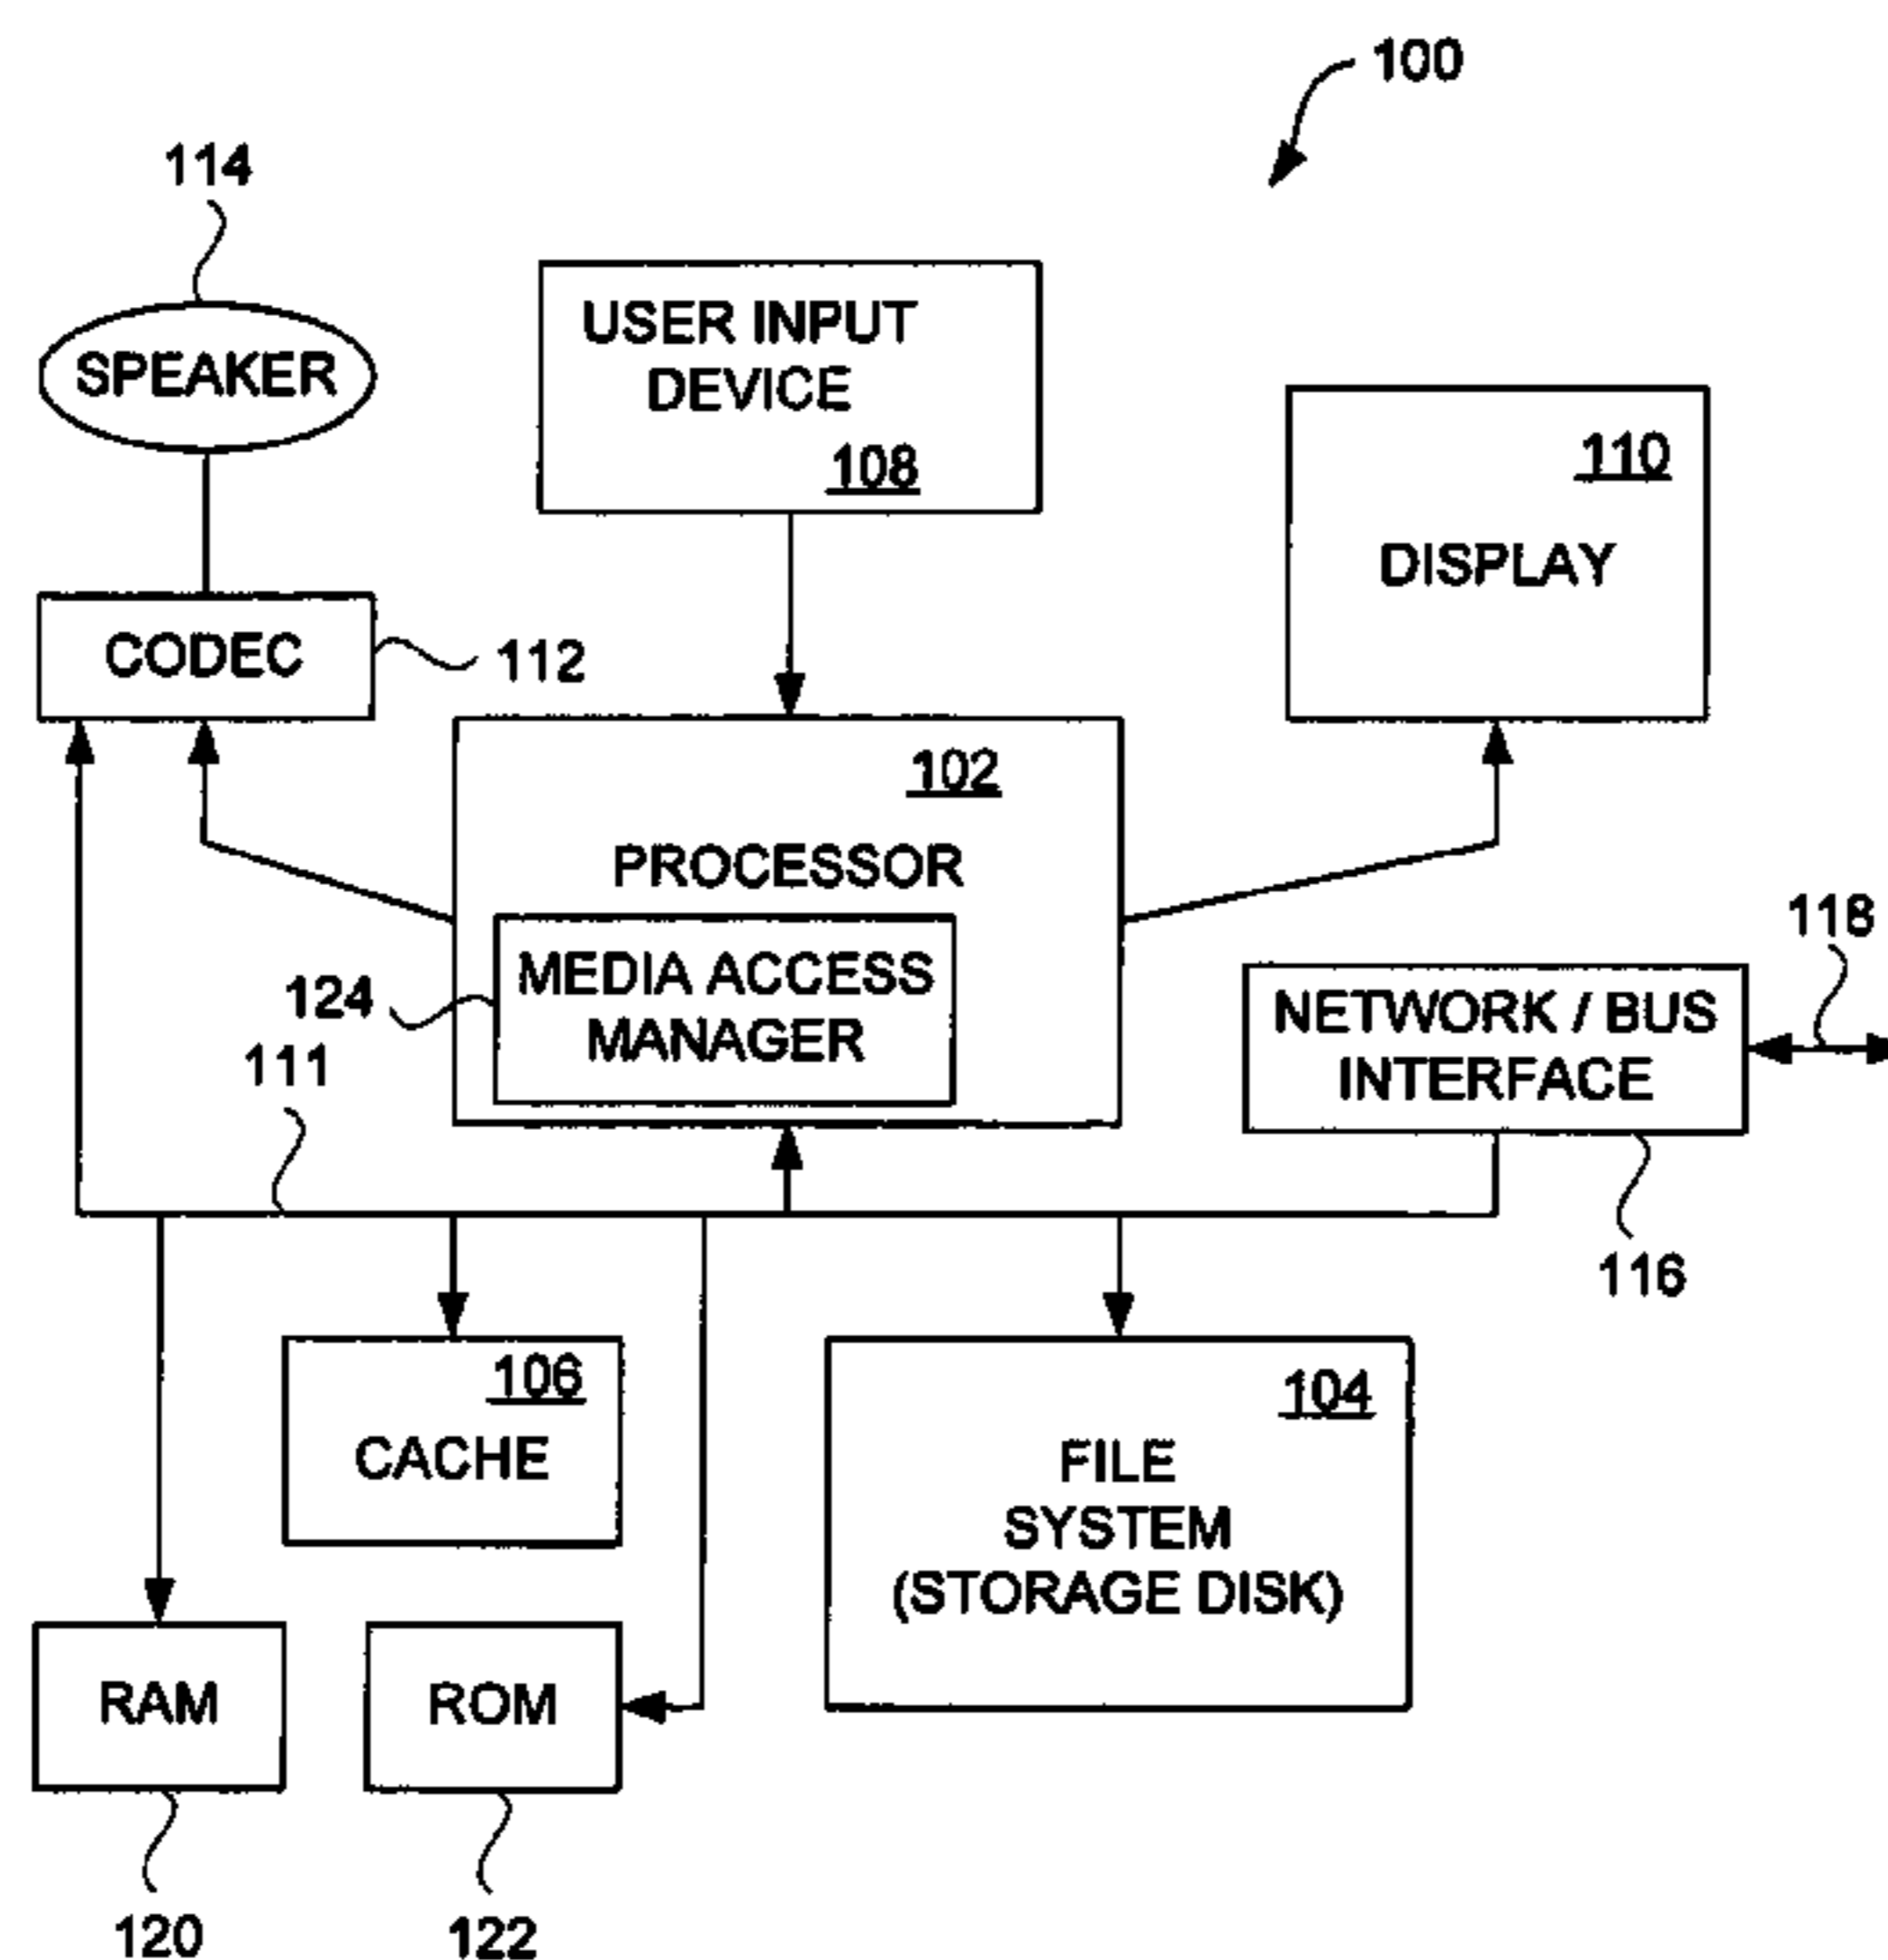 100
114
SPEAKER
USER INPUT
DEVICE
108
110
DISPLAY
CODEC
112
102
PROCESSOR
MEDIA ACCESS
MANAGER
124
111
118
NETWORK / BUS
INTERFACE
116
106
CACHE
104
FILE
SYSTEM
(STORAGE DISK)
RAM
ROM
120
122